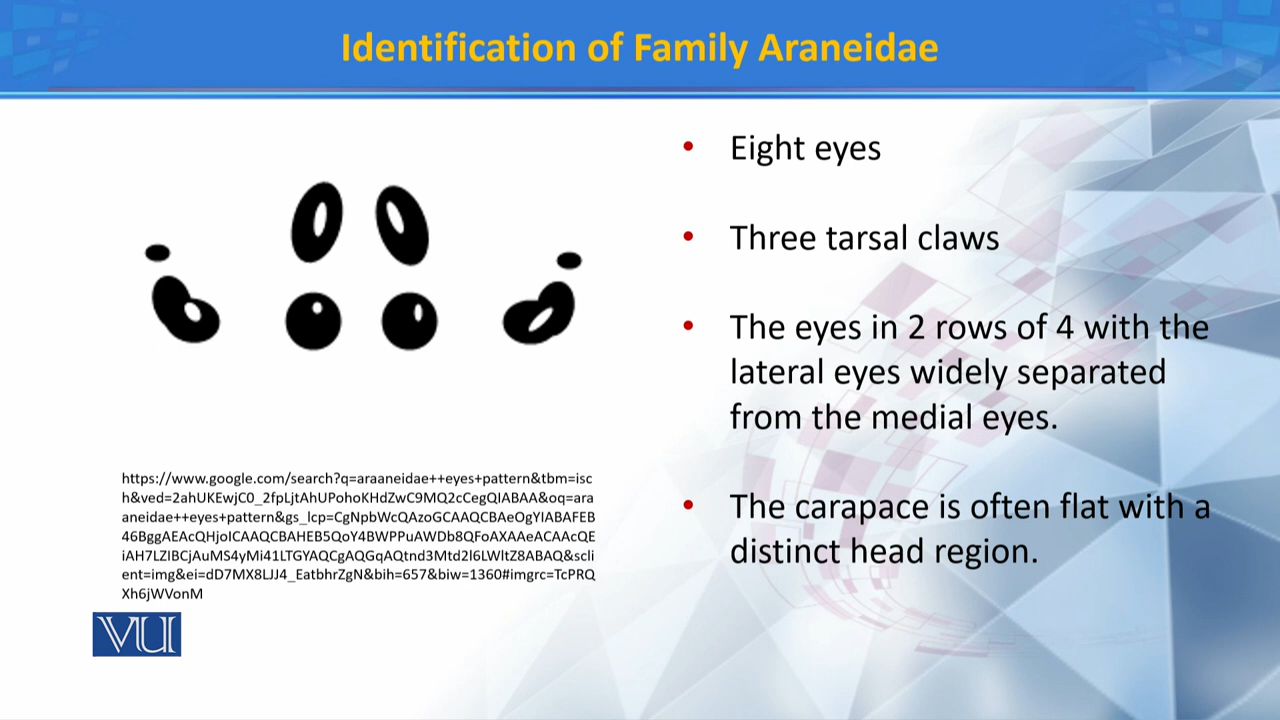 Identification of Family Araneidae
• Eight eyes
• Three tarsal claws
• The eyes in 2 rows of 4 with the
lateral eyes widely separated
from the medial eyes.
• The carapace is often flat with a
distinct head region.
https://www.google.com/search?q=araaneidae++eyes+pattern&tbm=isc
h&ved=2ahUKEwjC0_2fpLjtAhUPohoKHdZwC9MQ2cCegQIABAA&oq=ara
aneidae++eyes+pattern&gs_lcp=CgNpbWcQAzoGCAAQCBAeOgYIABAFEB
46BggAEAcQHjoICAAQCBAHEB5QoY4BWPPuAWDb8QFoAXAAeACAAcQE
iAH7LZIBCjAuMS4yMi41LTGYAQCgAQGqAQtnd3Mtd2l6LWltZ8ABAQ&scli
ent=img&ei=dD7MX8LJJ4_EatbhrZgN&bih=657&biw=1360#imgrc=TcPRQ
Xh6jWVonM
VU